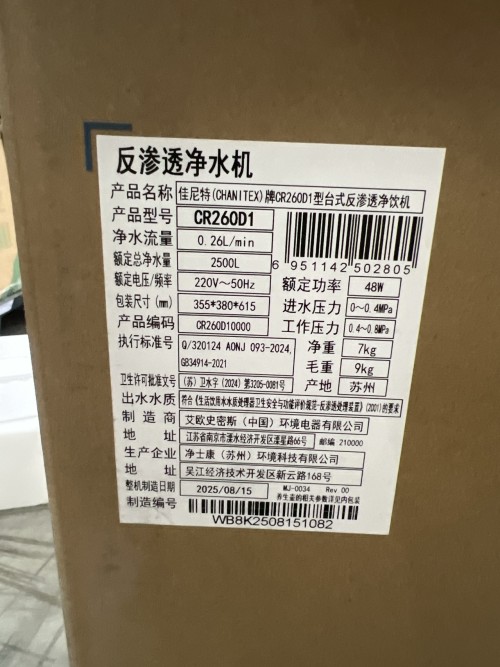 反渗透净水机
产品名称 佳尼特(CHANITEX)牌CR260D1型台式反渗透净饮机
产品型号 CR260D1
净水流量 0.26L/min
额定总净水量 2500L
6 951142 502805
额定电压/频率 220V～50Hz
额定功率 48W
包装尺寸(mm) 355*380*615
进水压力 0～0.4MPa
产品编码 CR260D10000
工作压力 0.4～0.8MPa
执行标准号 Q/320124 AONJ 093-2024,
GB34914-2021
净重 7kg
毛重 9kg
卫生许可批准文号 (苏)卫水字(2024)第3205-0081号
产地 苏州
出水水质 符合《生活饮用水水质处理器卫生安全与功能评价规范-反渗透处理装置》(2001)的要求
制造商 艾欧史密斯（中国）环境电器有限公司
地址 江苏省南京市溧水经济开发区滦星路66号 邮编 210000
生产企业 净士康（苏州）环境科技有限公司
地址 吴江经济技术开发区新云路168号
整机制造日期 2025/08/15
MJ-0034 Rev 00
养生壶的相关参数详见内包装
制造编号
WB8K2508151082